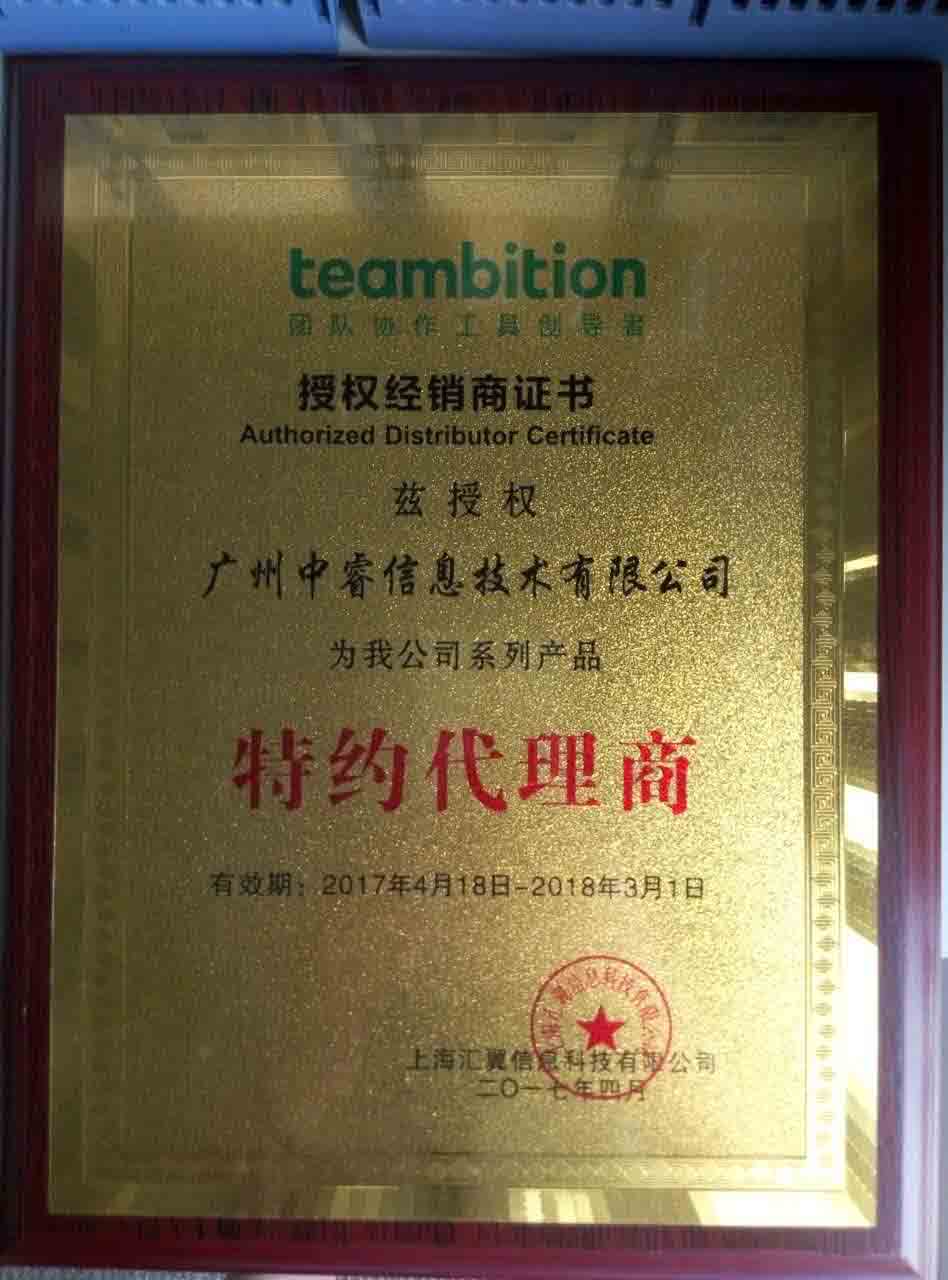 teambition
团队协作工具创导者
授权经销商证书
Authorized Distributor Certificate
兹授权
广州中睿信息技术有限公司
为我公司系列产品
特约代理商
有效期：2017年4月18日-2018年3月1日
上海汇翼信息科技有限公司
二〇一七年四月